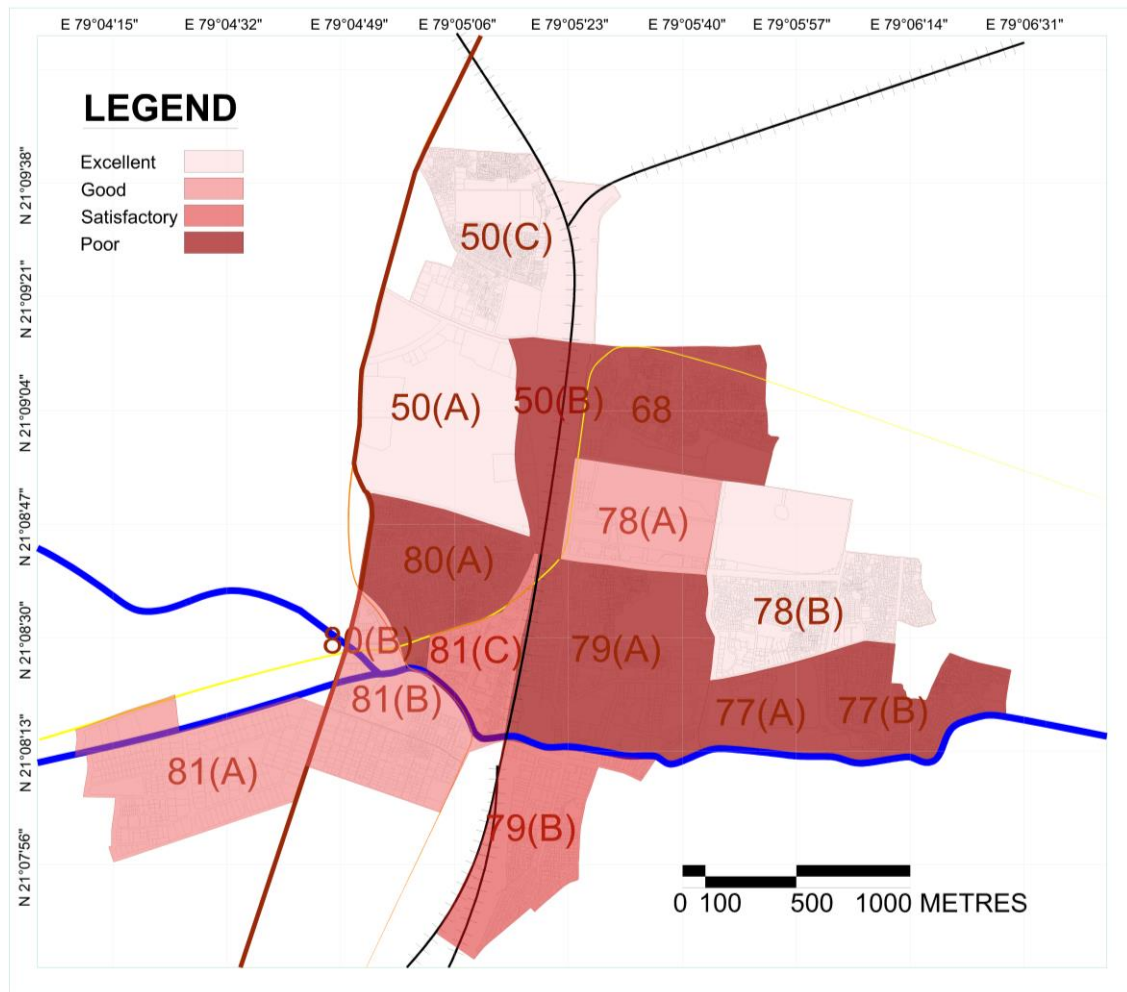 E 79°04'15" E 79°04'32" E 79°04'49" E 79°05'06" E 79°05'23" E 79°05'40" E 79°05'57" E 79°06'14" E 79°06'31"
LEGEND
Excellent
Good
Satisfactory
Poor
N 21°09'38"
N 21°09'21"
N 21°09'04"
N 21°08'47"
N 21°08'30"
N 21°08'13"
N 21°07'56"
50(C)
50(A)
50(B)
68
78(A)
80(A)
78(B)
80(B)
81(C)
79(A)
81(B)
77(A)
77(B)
81(A)
79(B)
0 100 500 1000 METRES